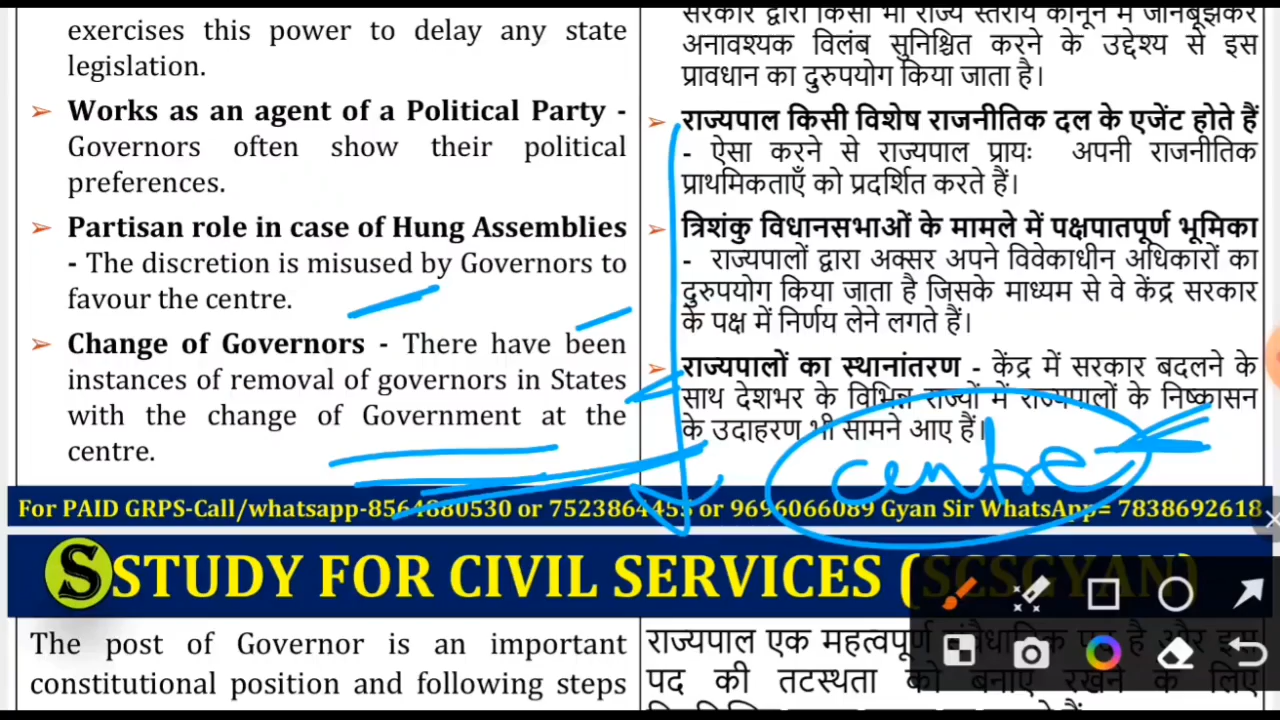 exercises this power to delay any state
legislation.
➢ Works as an agent of a Political Party -
Governors often show their political
preferences.
➢ Partisan role in case of Hung Assemblies
- The discretion is misused by Governors to
favour the centre.
➢ Change of Governors - There have been
instances of removal of governors in States
with the change of Government at the
centre.
सरकार द्वारा किसी भी राज्य स्तरीय कानून में जानबूझकर
अनावश्यक विलंब सुनिश्चित करने के उद्देश्य से इस
प्रावधान का दुरुपयोग किया जाता है।
➢ राज्यपाल किसी विशेष राजनीतिक दल के एजेंट होते हैं
- ऐसा करने से राज्यपाल प्रायः अपनी राजनीतिक
प्राथमिकताएँ को प्रदर्शित करते हैं।
➢ त्रिशंकु विधानसभाओं के मामले में पक्षपातपूर्ण भूमिका
- राज्यपालों द्वारा अक्सर अपने विवेकाधीन अधिकारों का
दुरुपयोग किया जाता है जिसके माध्यम से वे केंद्र सरकार
के पक्ष में निर्णय लेने लगते हैं।
➢ राज्यपालों का स्थानांतरण - केंद्र में सरकार बदलने के
साथ देशभर के विभिन्न राज्यों में राज्यपालों के निष्कासन
के उदाहरण भी सामने आए हैं।
centre
For PAID GRPS-Call/whatsapp-8564880530 or 7523864455 or 9696066089 Gyan Sir WhatsApp= 7838692618
S STUDY FOR CIVIL SERVICES (SCSGYAN)
The post of Governor is an important
constitutional position and following steps
राज्यपाल एक महत्वपूर्ण संवैधानिक पद है और इस
पद की तटस्थता को बनाए रखने के लिए